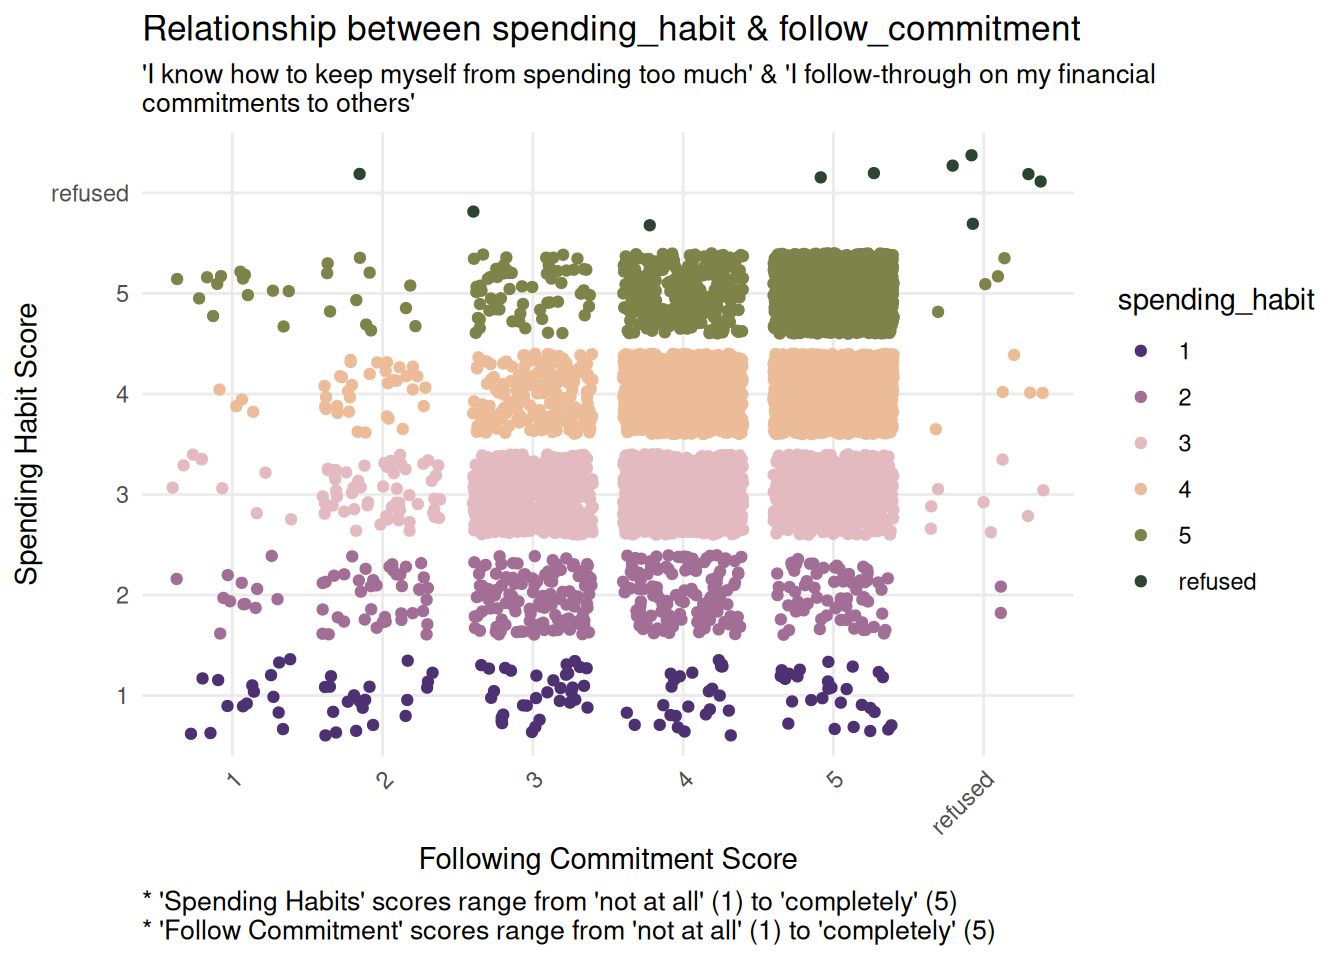 Relationship between spending_habit & follow_commitment
'I know how to keep myself from spending too much' & 'I follow-through on my financial
commitments to others'
refused
5
4
3
2
1
Spending Habit Score
1
2
3
4
5
refused
Following Commitment Score
spending_habit
1
2
3
4
5
refused
* 'Spending Habits' scores range from 'not at all' (1) to 'completely' (5)
* 'Follow Commitment' scores range from 'not at all' (1) to 'completely' (5)